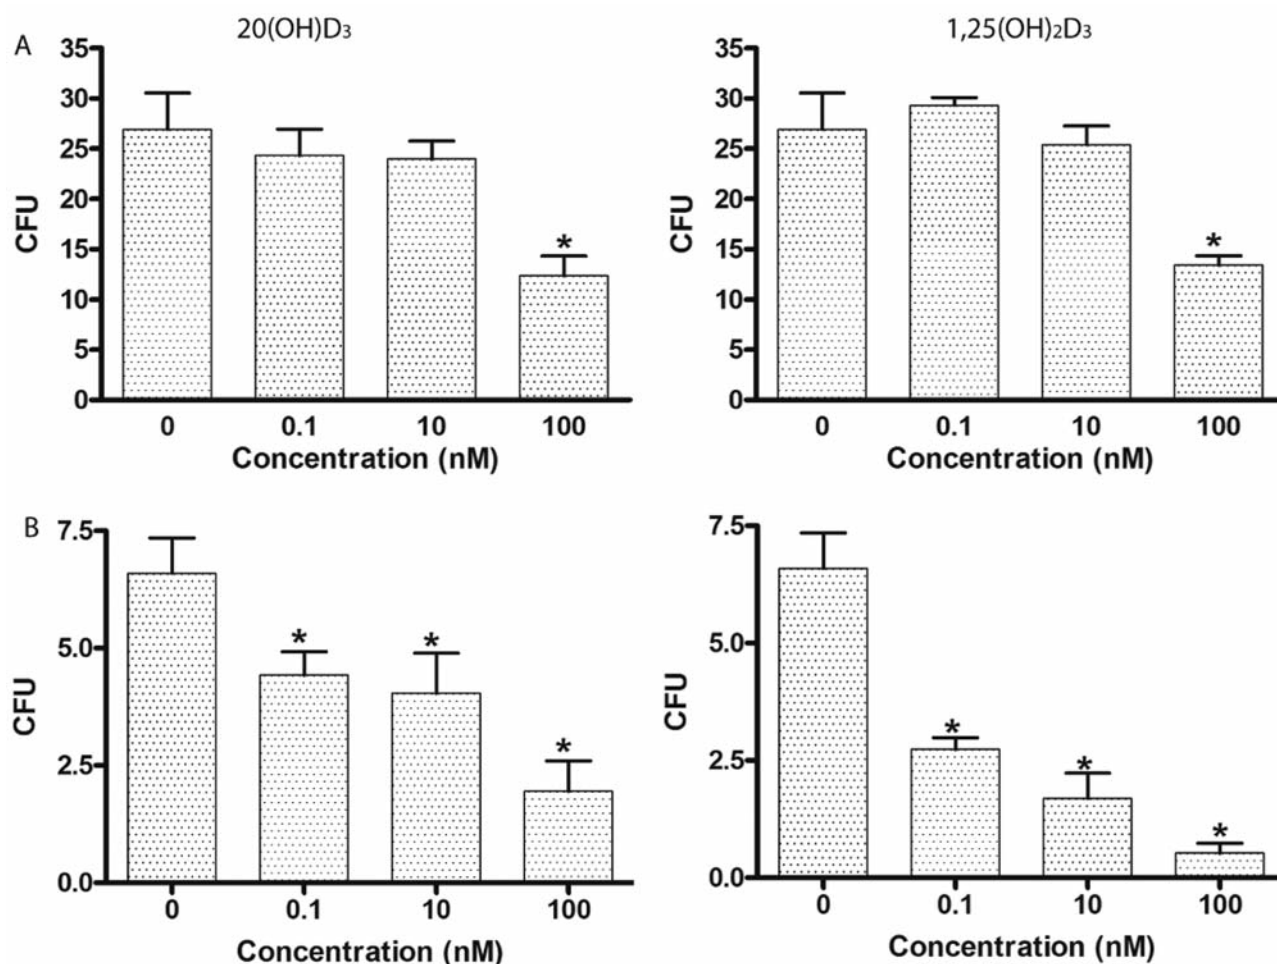 A
20(OH)D₃
1,25(OH)₂D₃
35
30
25
20
15
10
5
0
CFU
*
0 0.1 10 100
Concentration (nM)
35
30
25
20
15
10
5
0
CFU
*
0 0.1 10 100
Concentration (nM)
B
7.5
5.0
2.5
0.0
CFU
* * *
0 0.1 10 100
Concentration (nM)
7.5
5.0
2.5
0.0
CFU
* * *
0 0.1 10 100
Concentration (nM)